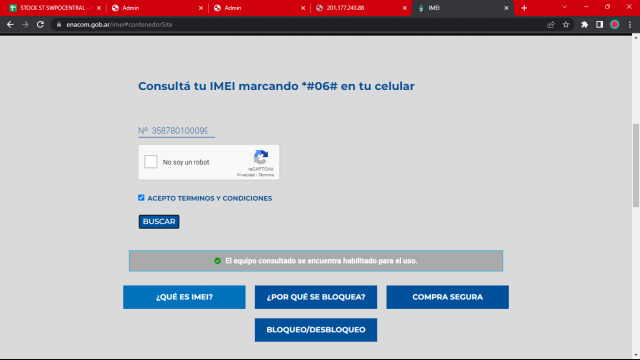 STOCK ST SWPOCENTRAL -
Admin
Admin
201.177.243.88
IMEI
enacom.gob.ar/imei#contenedorSite
Consultá tu IMEI marcando *#06# en tu celular
Nº 35878010009
No soy un robot
reCAPTCHA
Privacidad - Términos
ACEPTO TERMINOS Y CONDICIONES
BUSCAR
El equipo consultado se encuentra habilitado para el uso.
¿QUÉ ES IMEI?
¿POR QUÉ SE BLOQUEA?
COMPRA SEGURA
BLOQUEO/DESBLOQUEO